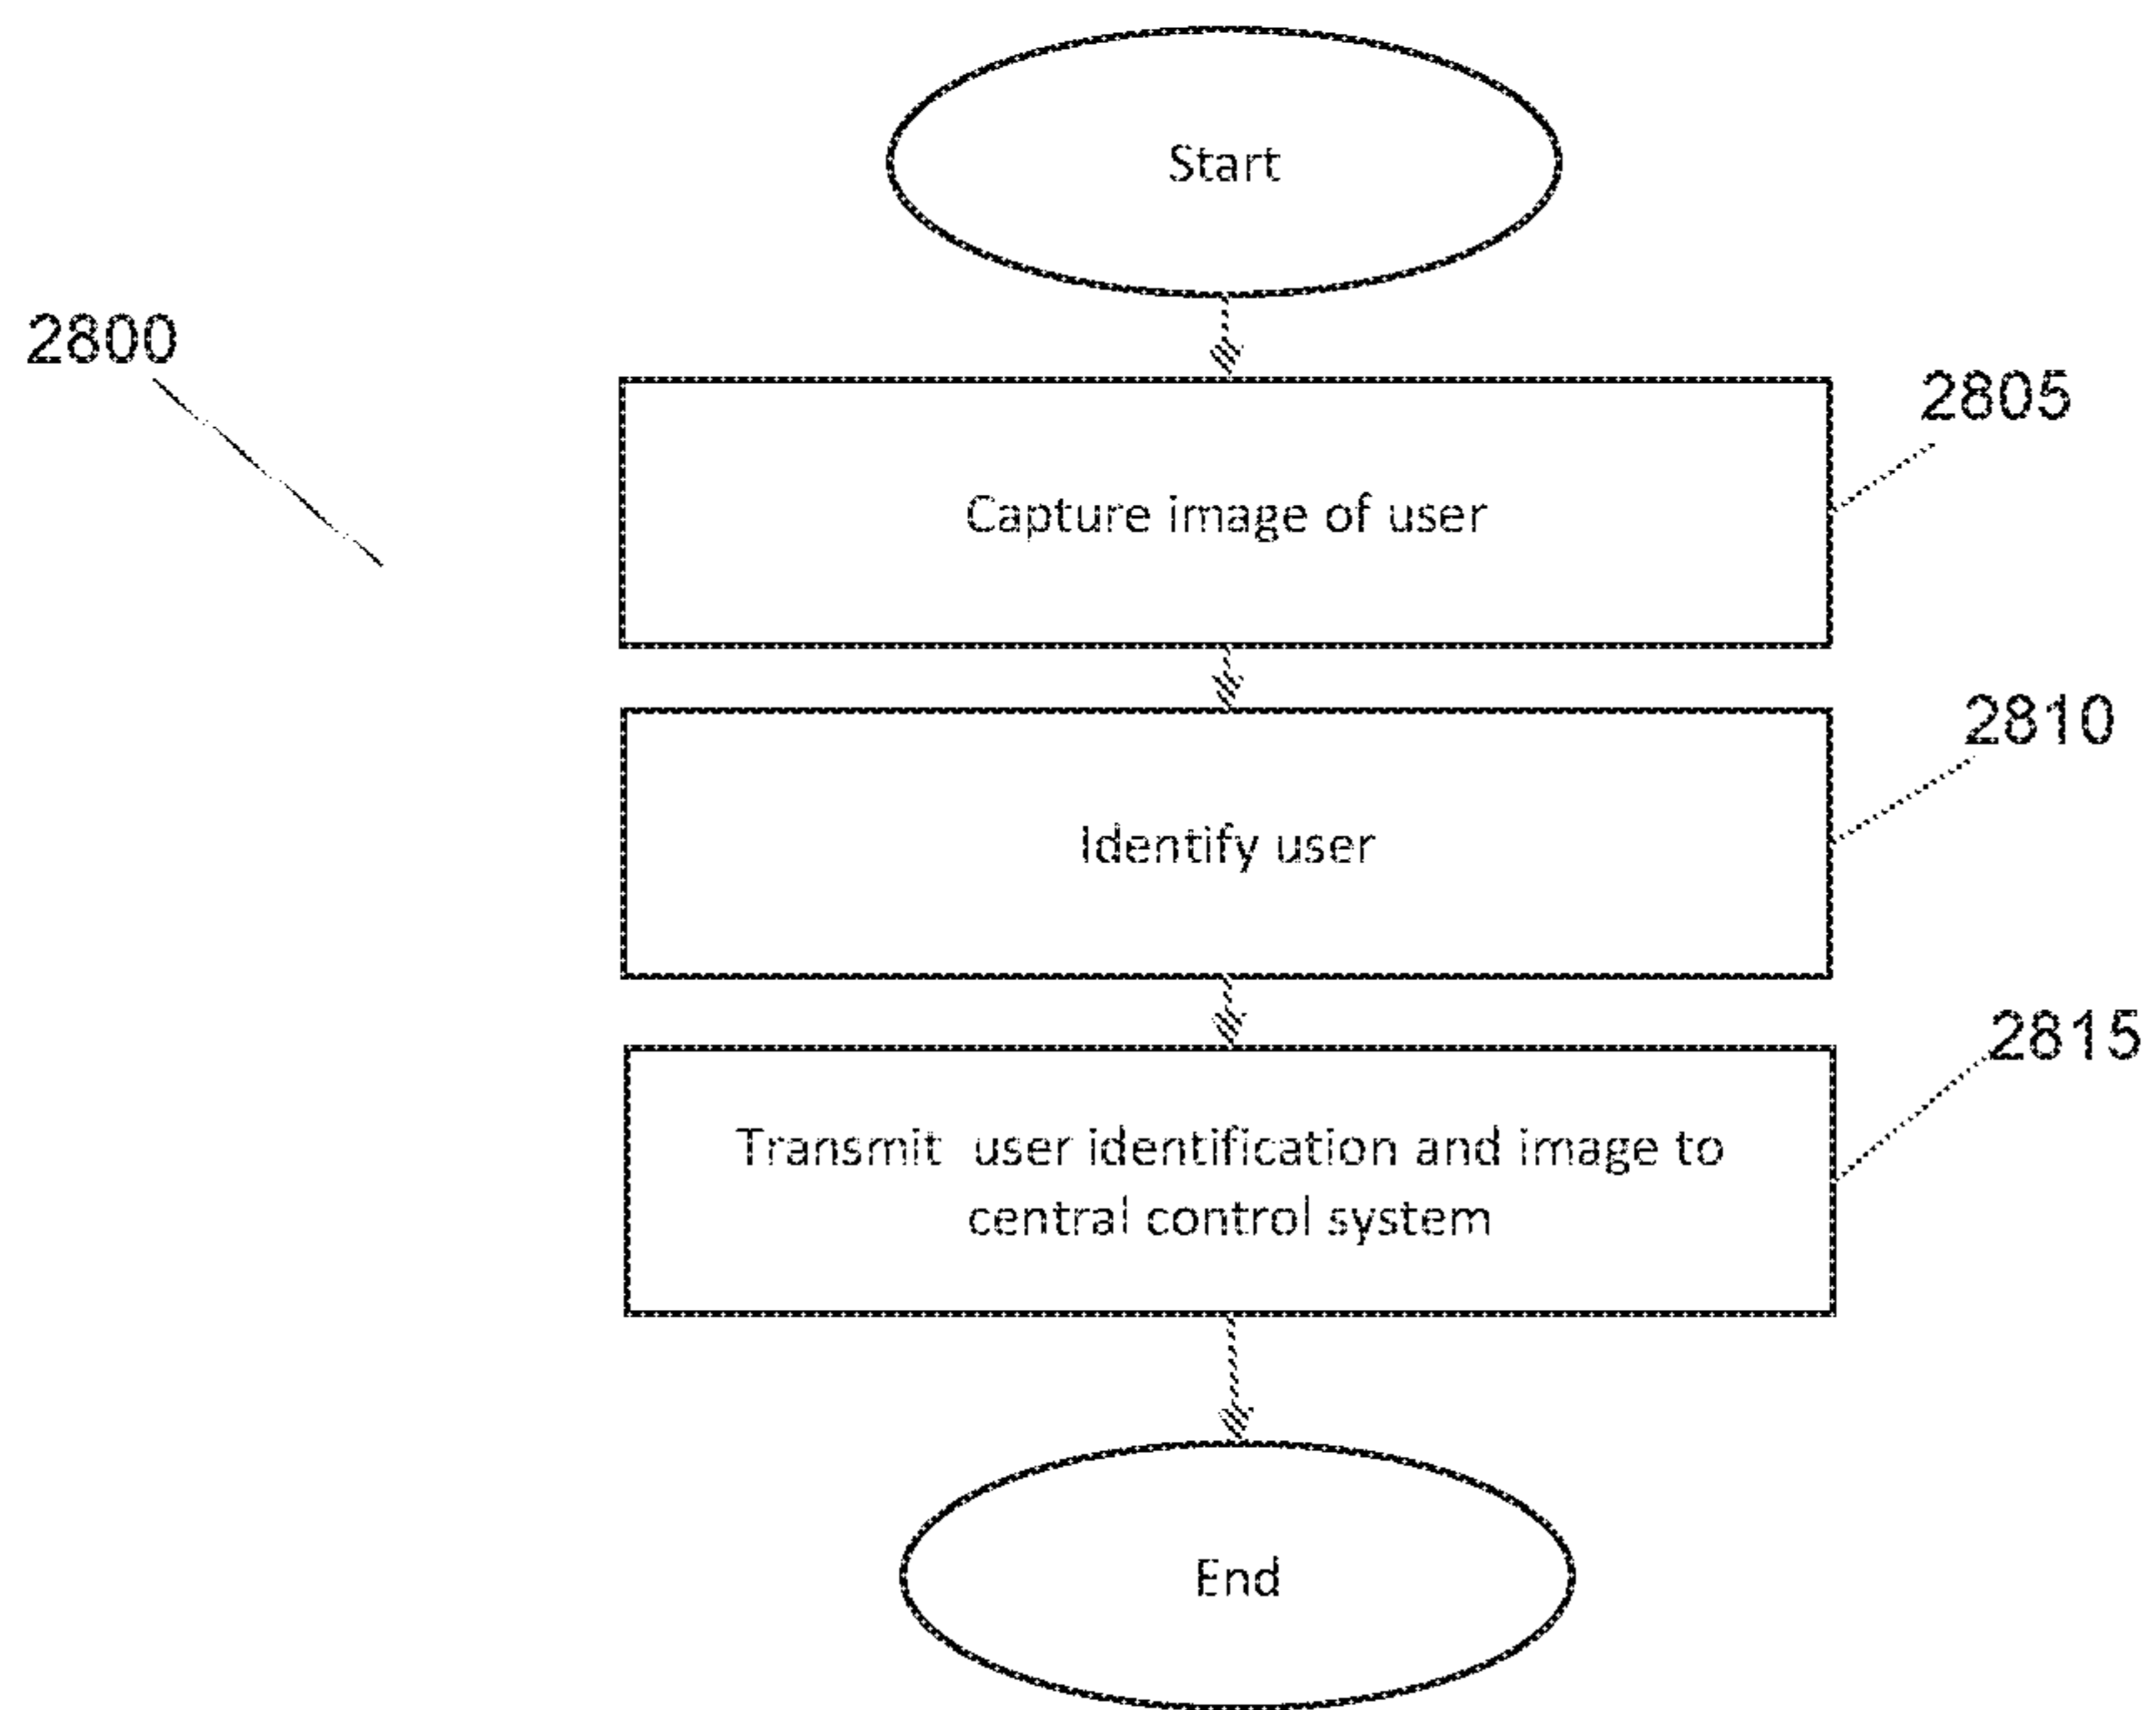 Start
2800
2805
Capture image of user
2810
Identify user
2815
Transmit  user identification and image to
central control system
End